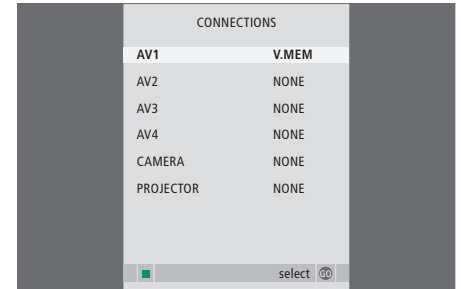 CONNECTIONS
AV1 V.MEM
AV2 NONE
AV3 NONE
AV4 NONE
CAMERA NONE
PROJECTOR NONE
select GO